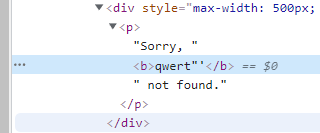 <div style="max-width: 500px;
<p>
"Sorry, "
<b>qwert"'</b> == $0
" not found."
</p>
</div>